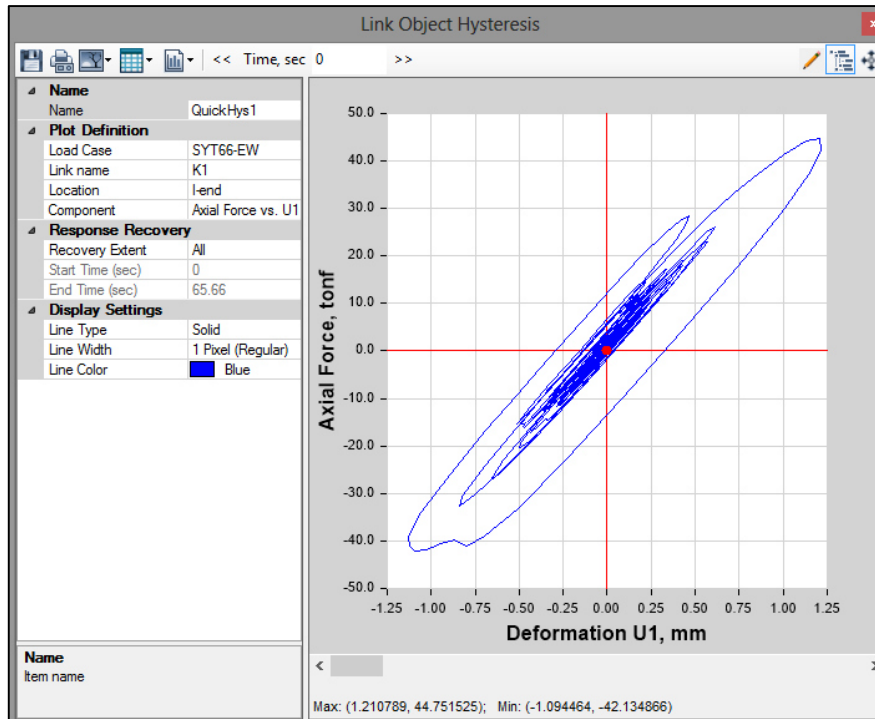 Link Object Hysteresis
x
<< Time, sec 0 >>
Name
Name QuickHys1
Plot Definition
Load Case SYT66-EW
Link name K1
Location I-end
Component Axial Force vs. U1
Response Recovery
Recovery Extent All
Start Time (sec) 0
End Time (sec) 65.66
Display Settings
Line Type Solid
Line Width 1 Pixel (Regular)
Line Color Blue
Name
Item name
Axial Force, tonf
50.0
40.0
30.0
20.0
10.0
0.0
-10.0
-20.0
-30.0
-40.0
-50.0
-1.25 -1.00 -0.75 -0.50 -0.25 0.00 0.25 0.50 0.75 1.00 1.25
Deformation U1, mm
< >
Max: (1.210789, 44.751525); Min: (-1.094464, -42.134866)